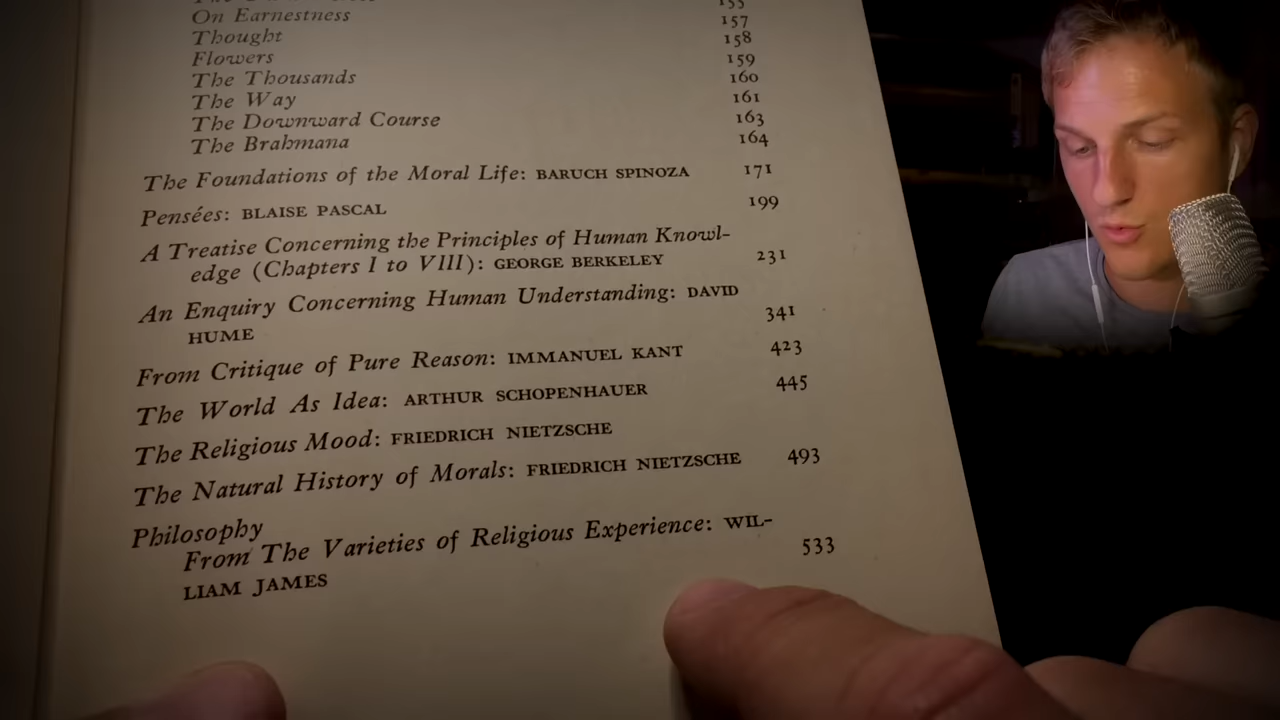 On Earnestness 157
Thought 158
Flowers 159
The Thousands 160
The Way 161
The Downward Course 163
The Brahmana 164
The Foundations of the Moral Life: BARUCH SPINOZA 171
Pensées: BLAISE PASCAL 199
A Treatise Concerning the Principles of Human Knowl-
edge (Chapters I to VIII): GEORGE BERKELEY 231
An Enquiry Concerning Human Understanding: DAVID
HUME 341
From Critique of Pure Reason: IMMANUEL KANT 423
The World As Idea: ARTHUR SCHOPENHAUER 445
The Religious Mood: FRIEDRICH NIETZSCHE
The Natural History of Morals: FRIEDRICH NIETZSCHE 493
Philosophy
From The Varieties of Religious Experience: WIL-
LIAM JAMES 533